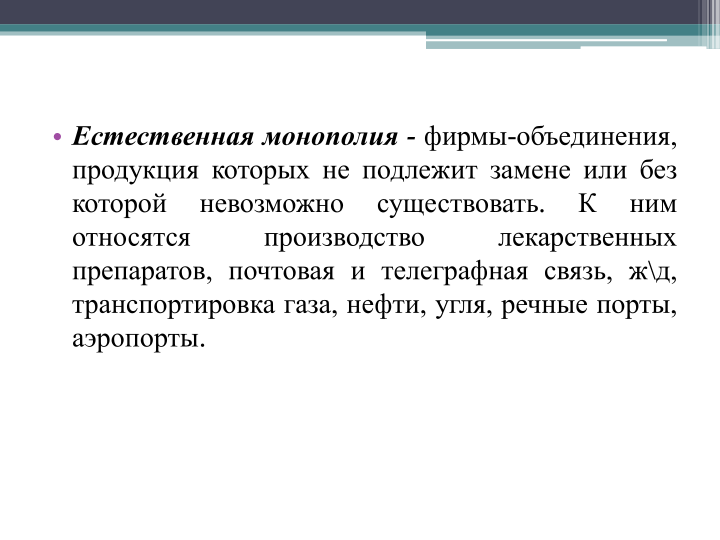 • Естественная монополия - фирмы-объединения,
продукция которых не подлежит замене или без
которой невозможно существовать. К ним
относятся производство лекарственных
препаратов, почтовая и телеграфная связь, ж\д,
транспортировка газа, нефти, угля, речные порты,
аэропорты.